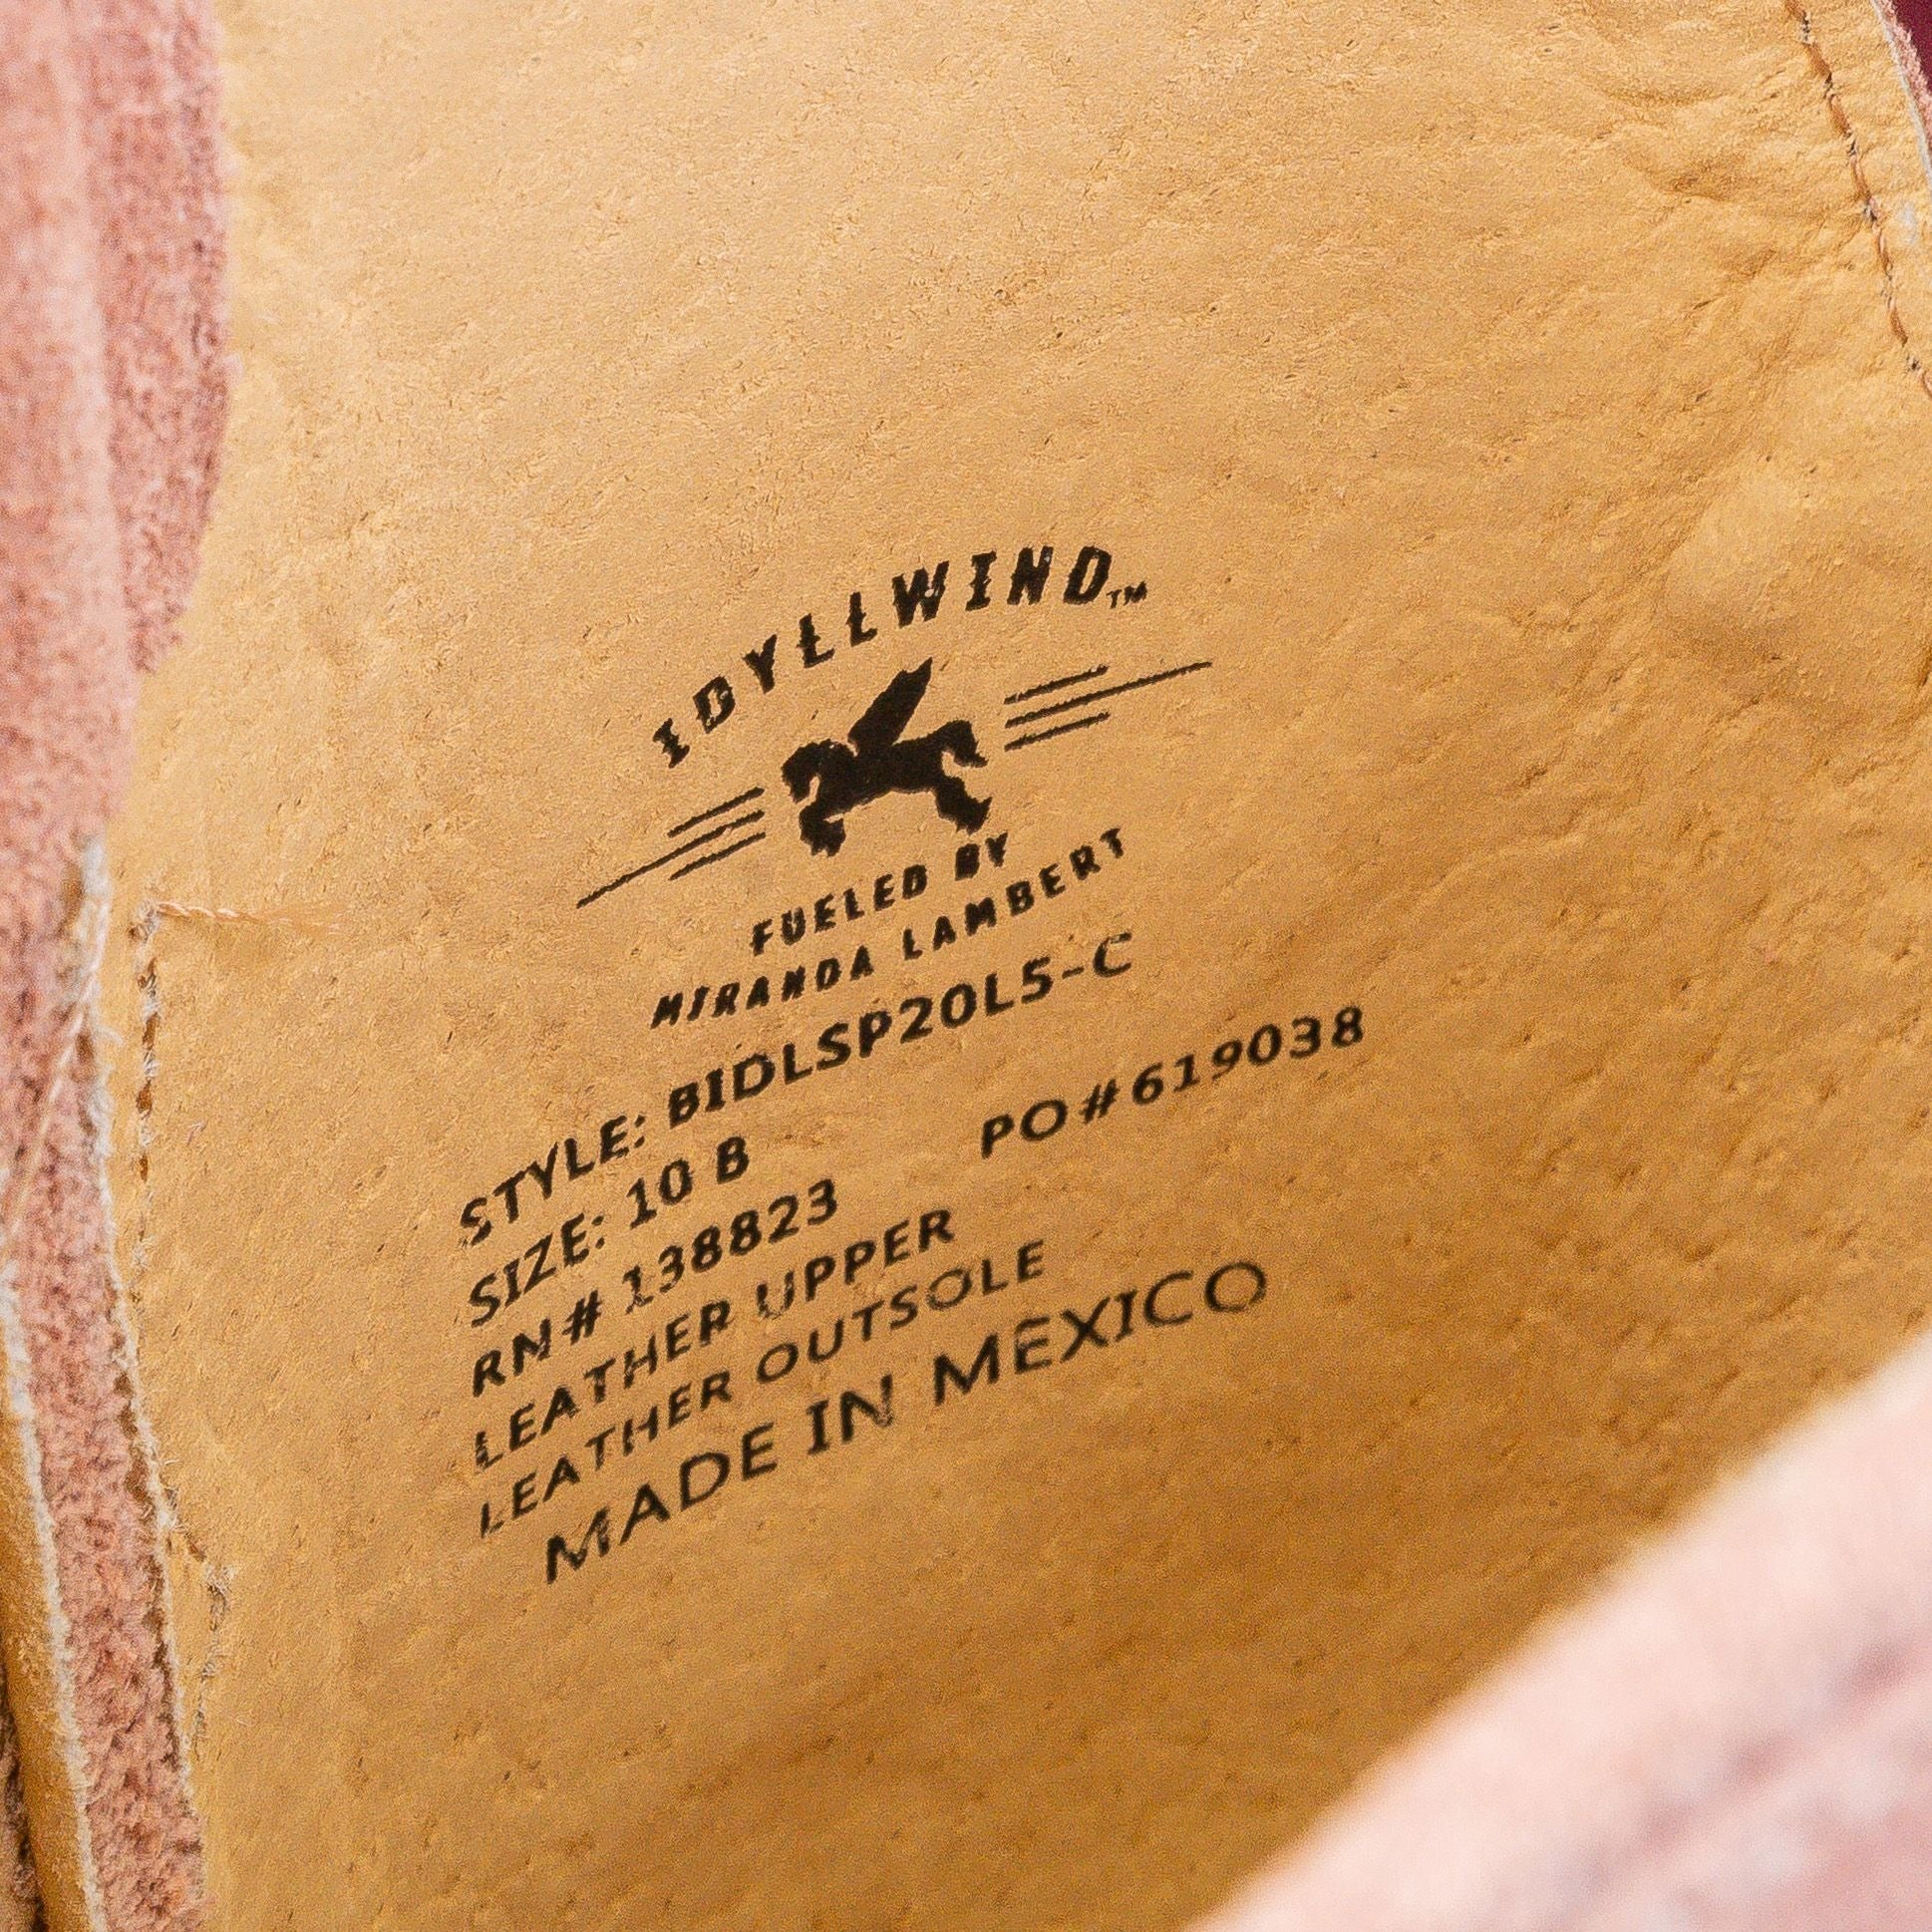 IDYLLWIND™
FUELED BY
MIRANDA LAMBERT
STYLE: BIDLSP20L5-C
SIZE: 10 B
RN# 138823 PO#619038
LEATHER UPPER
LEATHER OUTSOLE
MADE IN MEXICO